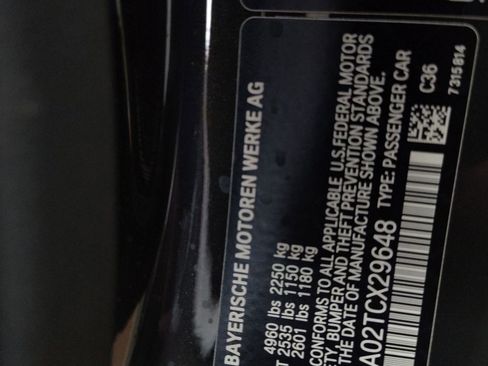 BAYERISCHE MOTOREN WERKE AG
4960 lbs 2250 kg
T 2535 lbs 1150 kg
2601 lbs 1180 kg
CONFORMS TO ALL APPLICABLE U.S.FEDERAL MOTOR
ETY, BUMPER AND THEFT PREVENTION STANDARDS
THE DATE OF MANUFACTURE SHOWN ABOVE.
A02TCX29648 TYPE: PASSENGER CAR
C36
7315814